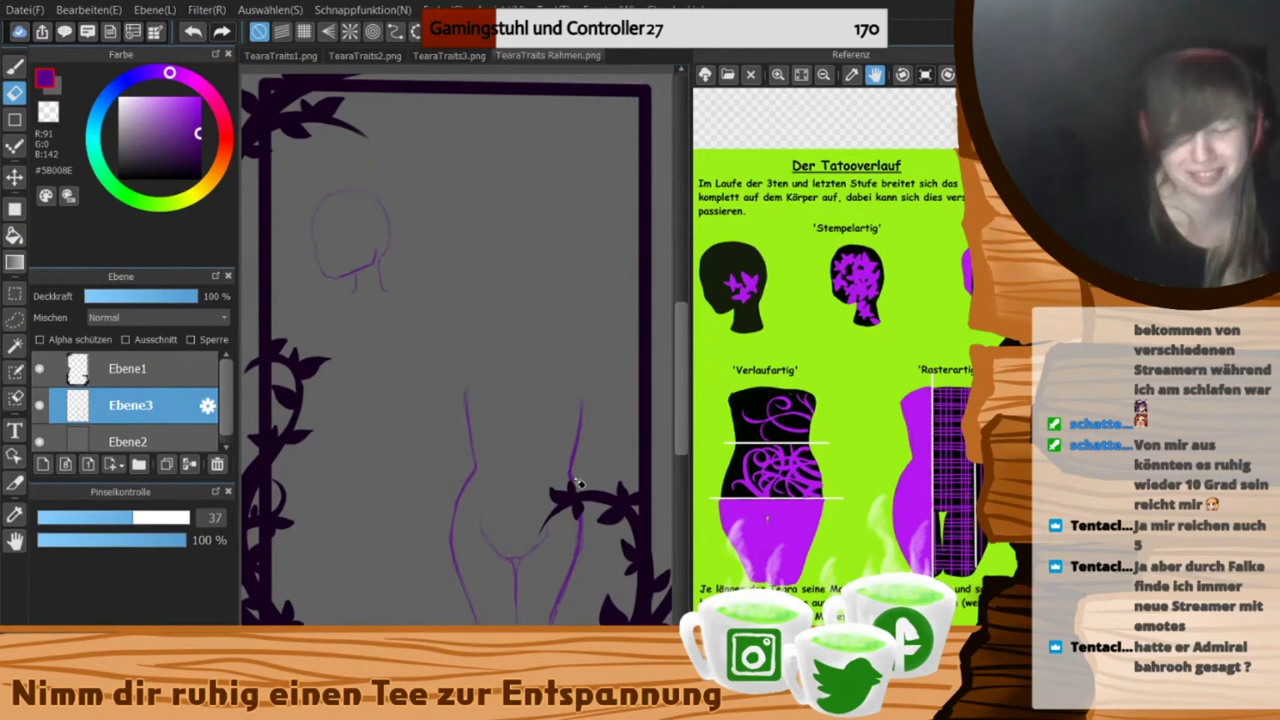 Datei(F) Bearbeiten(E) Ebene(L) Filter(R) Auswählen(S) Schnappfunktion(N)
Gamingstuhl und Controller27 170
TearaTraits1.png TearaTraits2.png TearaTraits3.png TearaTraits Rahmen.png
Farbe
Referenz
R:91
G:0
B:142
#5B008E
Der Tatooverlauf
Im Laufe der 3ten und letzten Stufe breitet sich das
komplett auf dem Körper auf, dabei kann sich dies vers
passieren.
'Stempelartig'
'Verlaufartig'
'Rasterartig
Ebene
Deckkraft 100 %
Mischen Normal
Alpha schützen Ausschnitt Sperre
Ebene1
Ebene3
Ebene2
Pinselkontrolle
37
100 %
bekommen von
verschiedenen
Streamern während
ich am schlafen war
schatte...
schatte... Von mir aus
könnten es ruhig
wieder 10 Grad sein
reicht mir
Tentacl... Ja mir reichen auch
5
Tentacl... Ja aber durch Falke
finde ich immer
neue Streamer mit
emotes
Tentacl... hatte er Admiral
bahrooh gesagt ?
Nimm dir ruhig einen Tee zur Entspannung